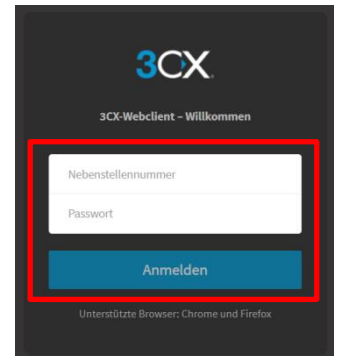 3CX
3CX-Webclient – Willkommen
Nebenstellennummer
Passwort
Anmelden
Unterstützte Browser: Chrome und Firefox